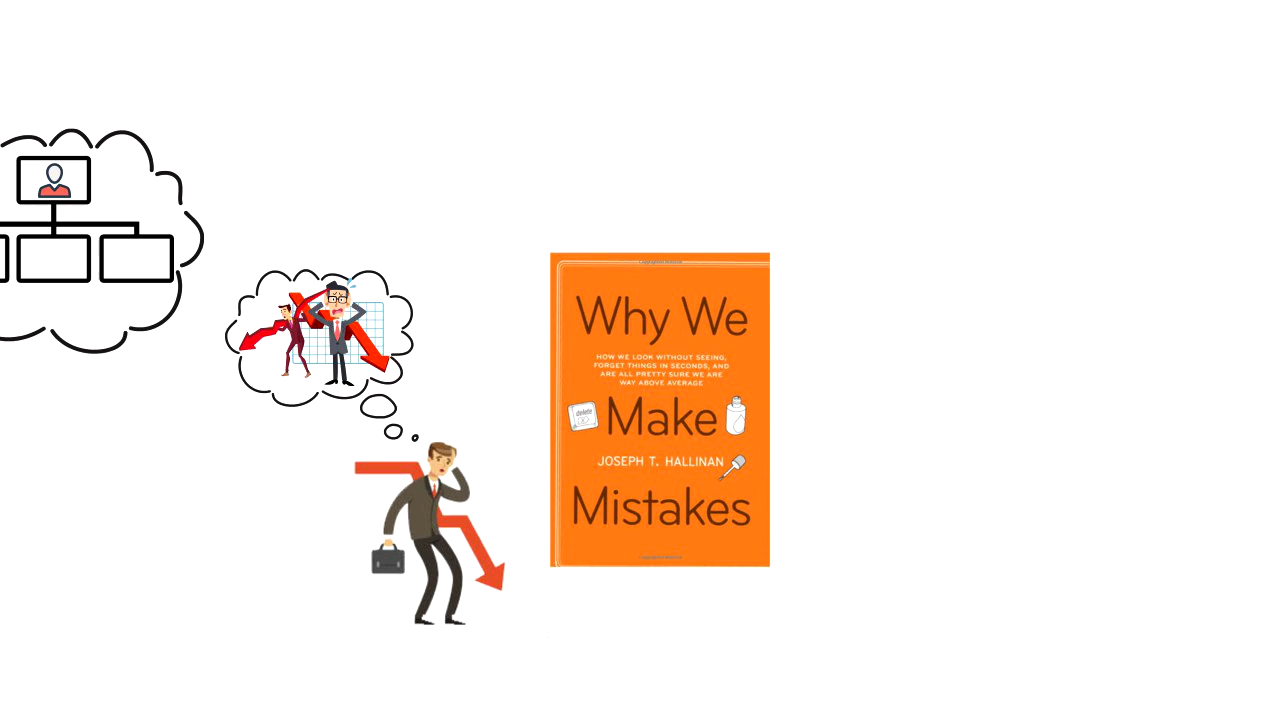 Why We
HOW WE LOOK WITHOUT SEEING,
FORGET THINGS IN SECONDS, AND
ARE ALL PRETTY SURE WE ARE
WAY ABOVE AVERAGE
delete
Make
JOSEPH T. HALLINAN
Mistakes